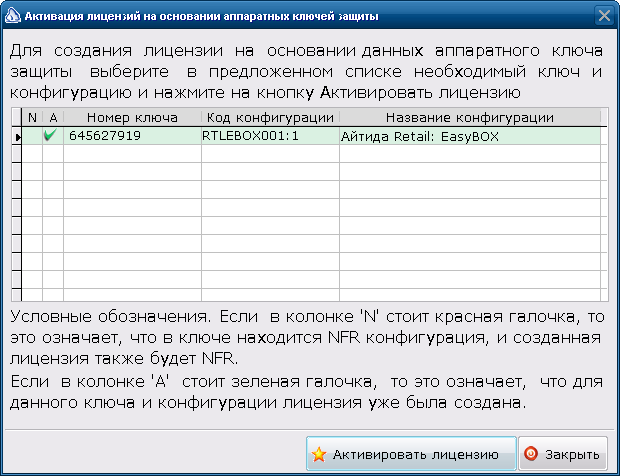 Активация лицензий на основании аппаратных ключей защиты
Для создания лицензии на основании данных аппаратного ключа
защиты выберите в предложенном списке необходимый ключ и
конфигурацию и нажмите на кнопку Активировать лицензию
N A Номер ключа Код конфигурации Название конфигурации
645627919 RTLEBOX001:1 Айтида Retail: EasyBOX
Условные обозначения. Если в колонке 'N' стоит красная галочка, то
это означает, что в ключе находится NFR конфигурация, и созданная
лицензия также будет NFR.
Если в колонке 'A' стоит зеленая галочка, то это означает, что для
данного ключа и конфигурации лицензия уже была создана.
Активировать лицензию Закрыть